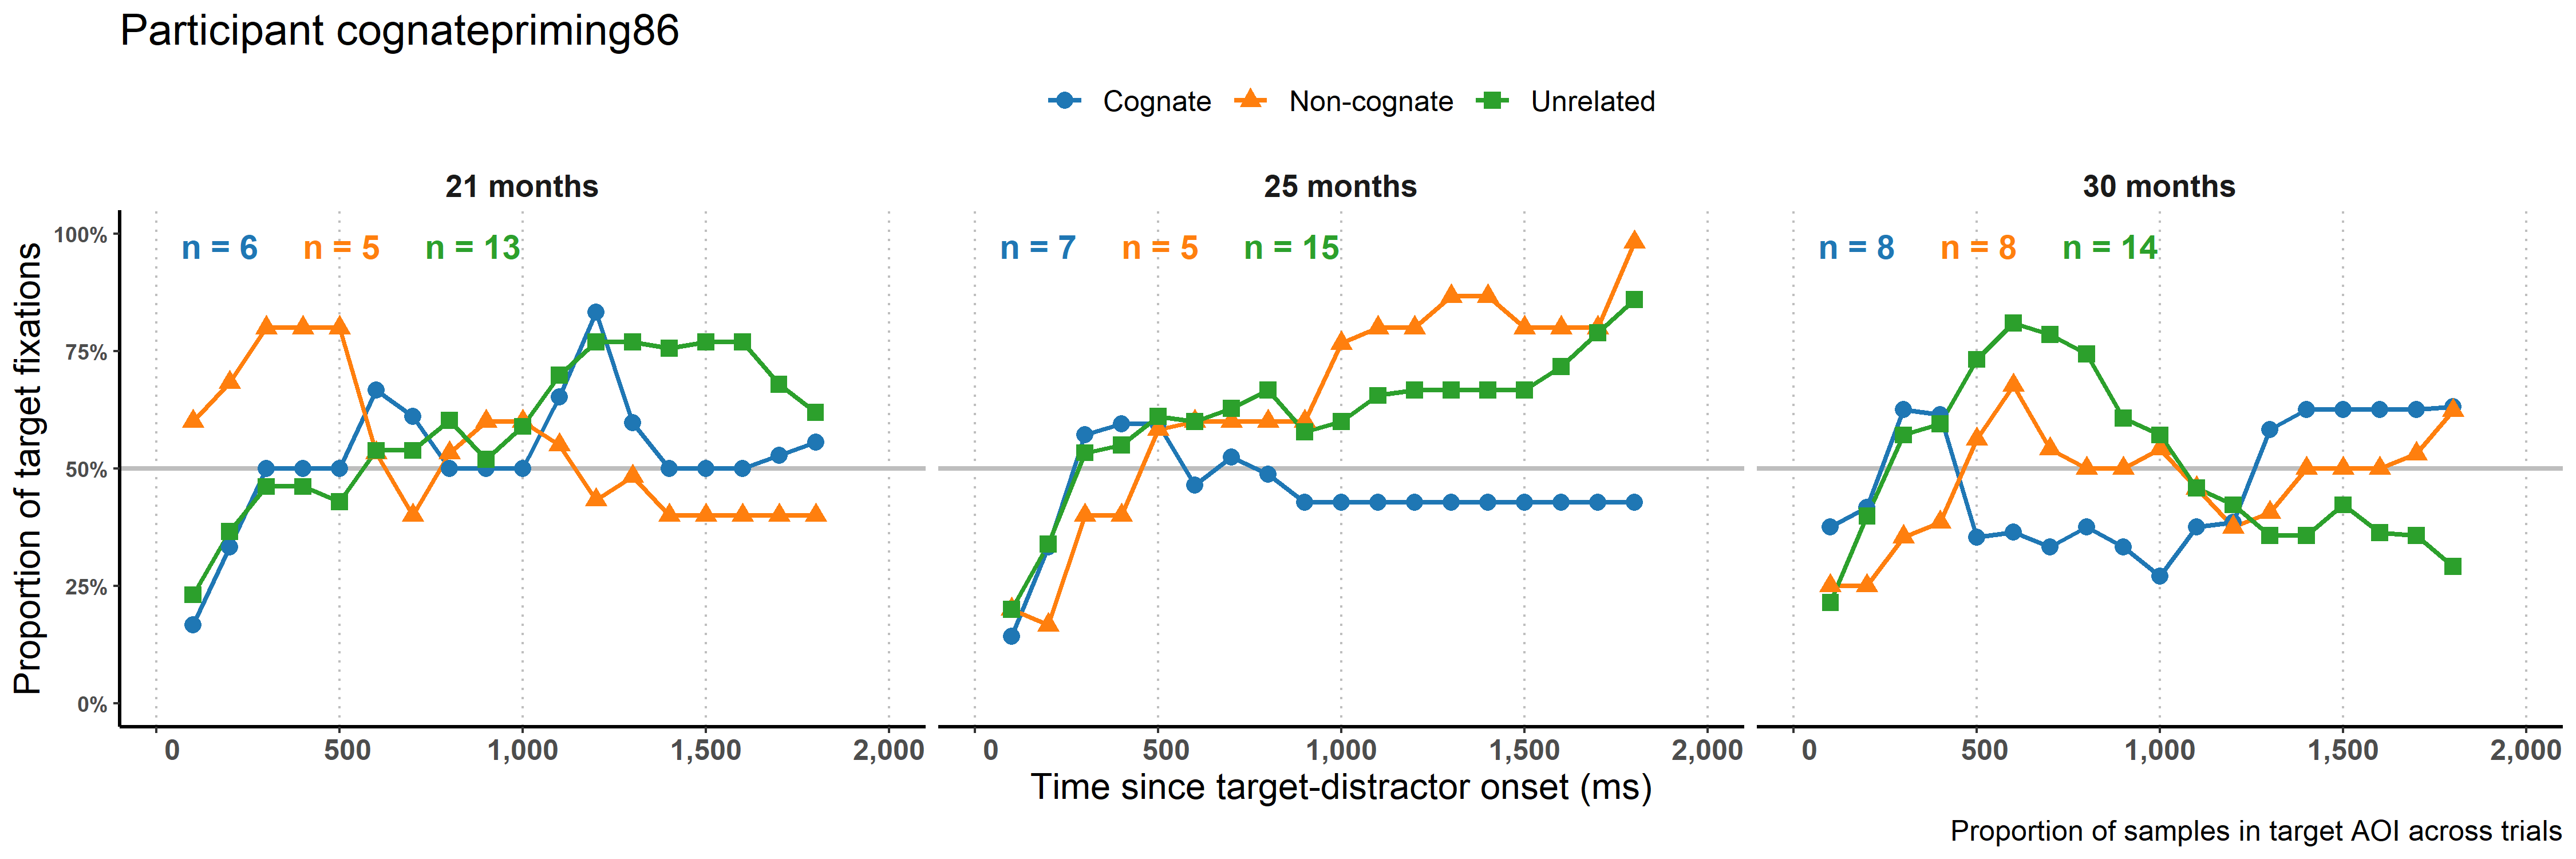 Participant cognatepriming86
Cognate Non-cognate Unrelated
21 months 25 months 30 months
n = 6 n = 5 n = 13 n = 7 n = 5 n = 15 n = 8 n = 8 n = 14
Proportion of target fixations
100%
75%
50%
25%
0%
0 500 1,000 1,500 2,000 0 500 1,000 1,500 2,000 0 500 1,000 1,500 2,000
Time since target-distractor onset (ms)
Proportion of samples in target AOI across trials